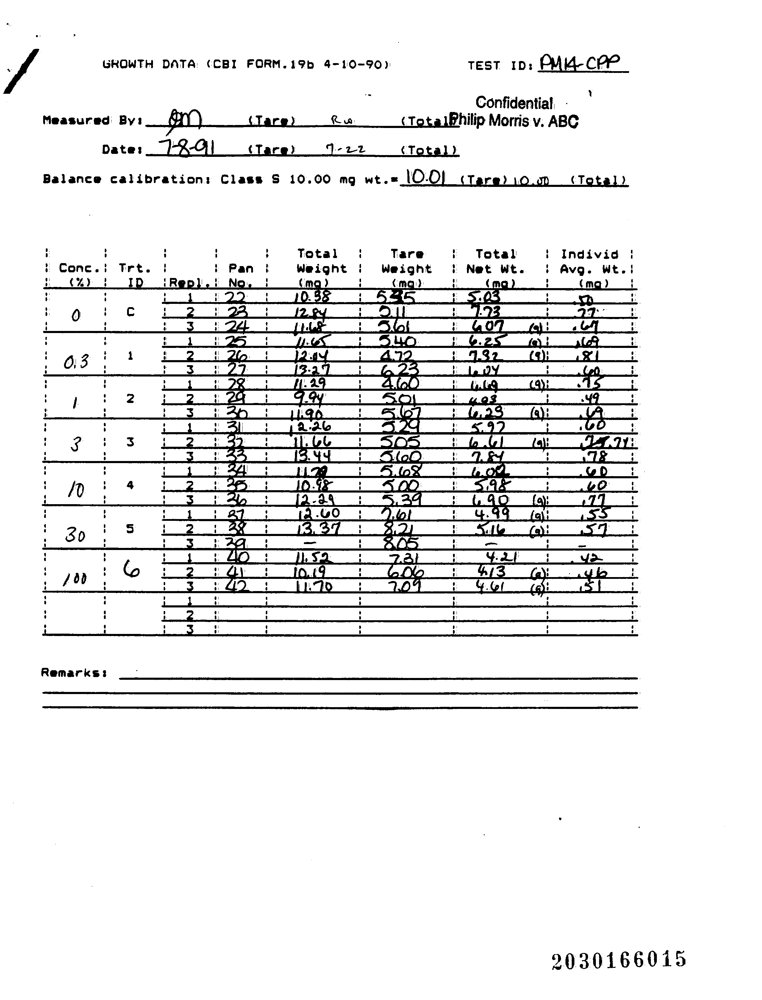 GROWTH DATA (CBI FORM.19b 4-10-90) TEST ID: PM14-CPP
Confidential
Philip Morris v. ABC
Measured By: (Tare) RW (Total)
Date: 7-8-91 (Tare) 7-22 (Total)
Balance calibration: Class S 10.00 mg wt.= 10.01 (Tare) 10.00 (Total)
Total Tare Total Individ
Conc. Trt. Pan Weight Weight Net Wt. Avg. Wt.
(%) ID Repl. No. (mg) (mg) (mg) (mg)
0 C 1 22 10.38 5.35 5.03 .50
2 23 12.84 5.11 7.73 .77
3 24 11.68 5.61 6.07 (9) .67
0.3 1 1 25 11.65 5.40 6.25 (9) .69
2 26 12.04 4.72 7.32 (9) .81
3 27 13.27 6.23 .60
1 2 1 28 11.29 4.60 6.69 (9) .75
2 29 9.94 5.01 4.93 .49
3 30 11.90 5.67 6.23 (9) .69
3 3 1 31 12.26 5.29 5.97 .60
2 32 11.66 5.05 6.61 (9) .74
3 33 13.44 5.60 7.84 .78
10 4 1 34 5.68 .60
2 35 10.98 5.00 5.98 .60
3 36 12.29 5.39 6.90 (9) .77
30 5 1 37 12.60 7.61 4.99 (9) .55
2 38 13.37 8.21 5.16 (9) .57
3 39 — 8.05 — —
100 6 1 40 11.52 7.31 4.21 .42
2 41 10.19 6.06 4.13 (9) .46
3 42 11.70 7.09 4.61 (9) .51
1
2
3
Remarks:
2030166015